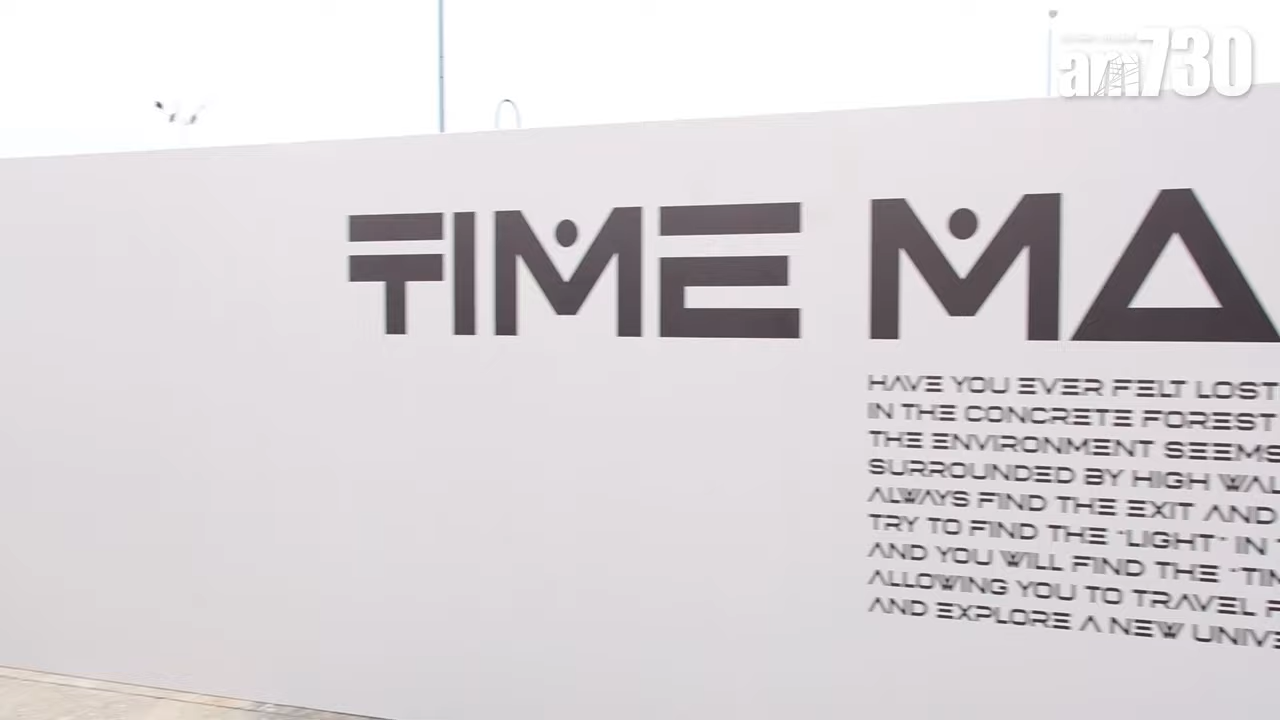 am730
TIME MA
HAVE YOU EVER FELT LOST
IN THE CONCRETE FOREST
THE ENVIRONMENT SEEMS
SURROUNDED BY HIGH WAL
ALWAYS FIND THE EXIT AND
TRY TO FIND THE "LIGHT" IN
AND YOU WILL FIND THE "TIM
ALLOWING YOU TO TRAVEL F
AND EXPLORE A NEW UNIVE